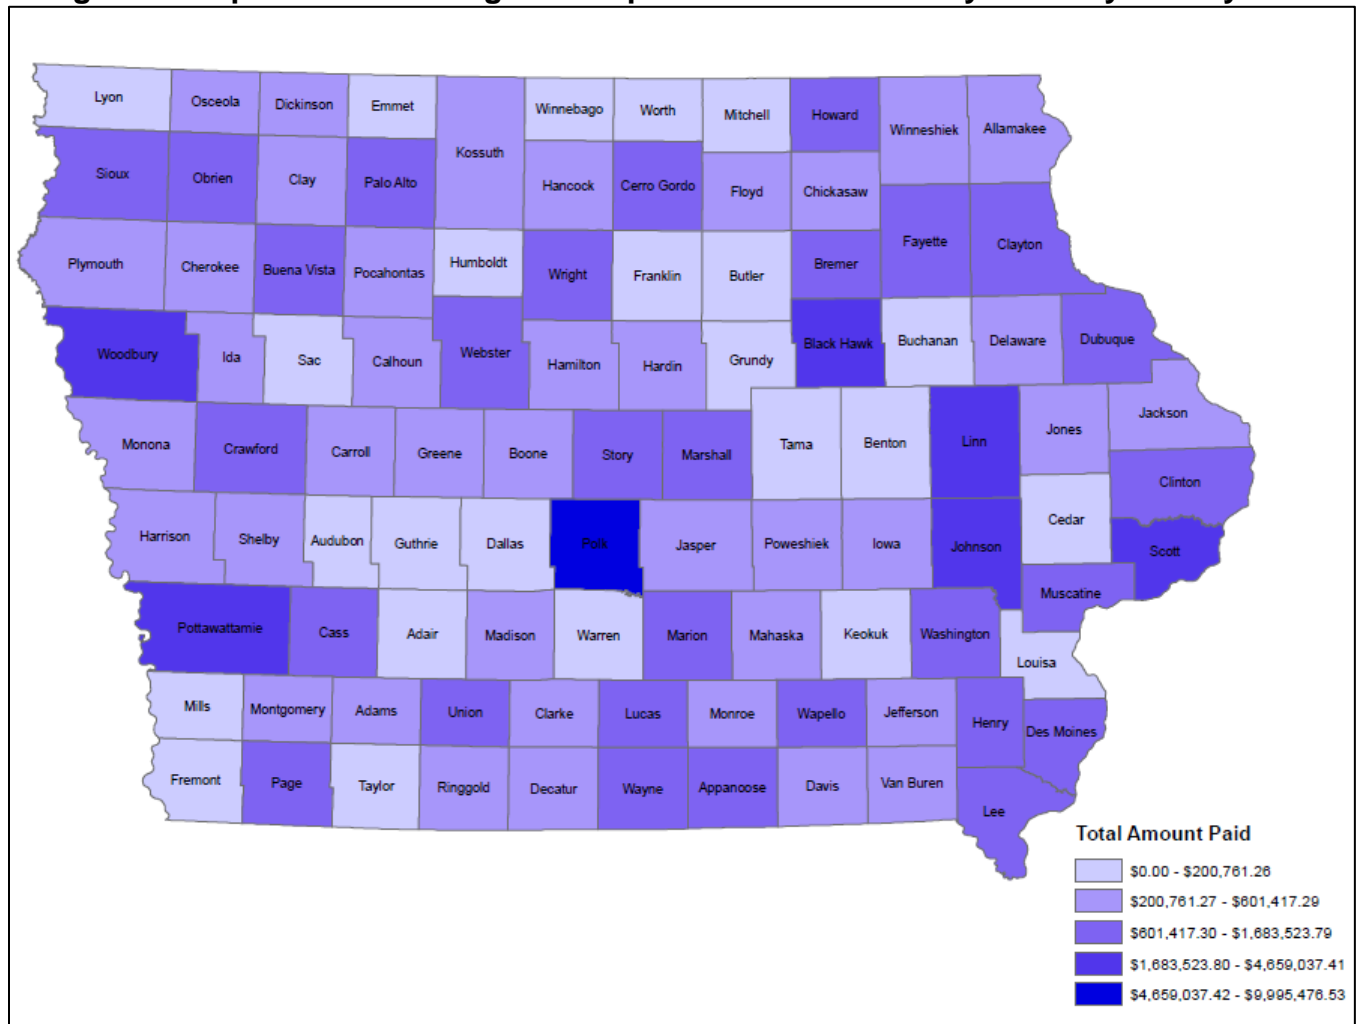 Lyon
Osceola
Dickinson
Emmet
Kossuth
Winnebago
Worth
Mitchell
Howard
Winneshiek
Allamakee
Sioux
Obrien
Clay
Palo Alto
Hancock
Cerro Gordo
Floyd
Chickasaw
Fayette
Clayton
Plymouth
Cherokee
Buena Vista
Pocahontas
Humboldt
Wright
Franklin
Butler
Bremer
Woodbury
Ida
Sac
Calhoun
Webster
Hamilton
Hardin
Grundy
Black Hawk
Buchanan
Delaware
Dubuque
Monona
Crawford
Carroll
Greene
Boone
Story
Marshall
Tama
Benton
Linn
Jones
Jackson
Clinton
Harrison
Shelby
Audubon
Guthrie
Dallas
Polk
Jasper
Poweshiek
Iowa
Johnson
Cedar
Scott
Muscatine
Pottawattamie
Cass
Adair
Madison
Warren
Marion
Mahaska
Keokuk
Washington
Louisa
Mills
Montgomery
Adams
Union
Clarke
Lucas
Monroe
Wapello
Jefferson
Henry
Des Moines
Fremont
Page
Taylor
Ringgold
Decatur
Wayne
Appanoose
Davis
Van Buren
Lee
Total Amount Paid
$0.00 - $200,761.26
$200,761.27 - $601,417.29
$601,417.30 - $1,683,523.79
$1,683,523.80 - $4,659,037.41
$4,659,037.42 - $9,995,476.53